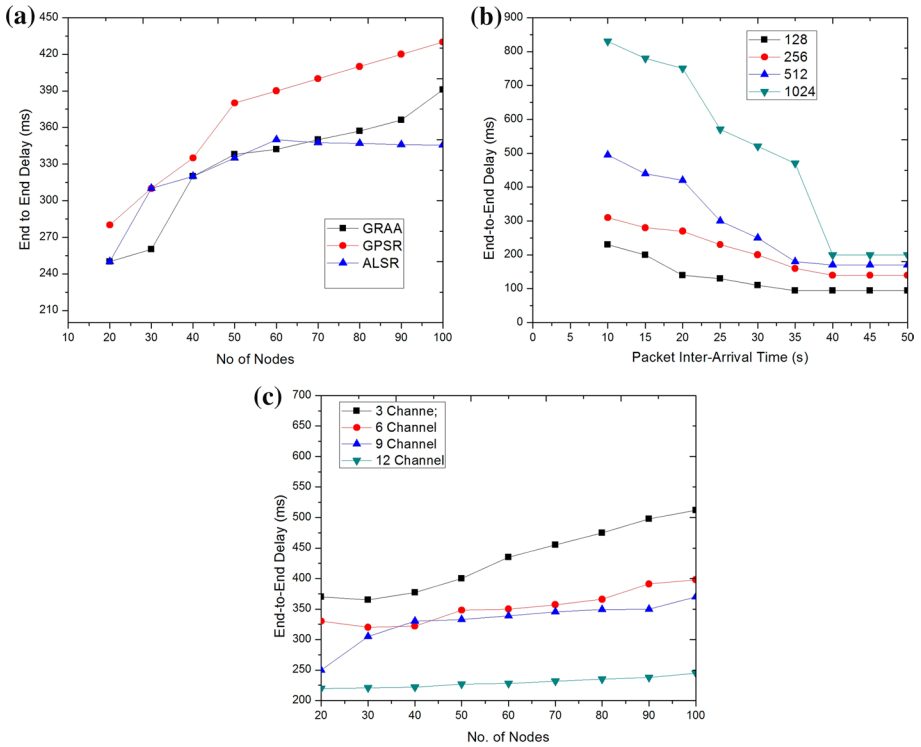 (a)
450
420
390
360
330
300
270
240
210
End to End Delay (ms)
GRAA
GPSR
ALSR
10 20 30 40 50 60 70 80 90 100
No of Nodes
(b)
900
800
700
600
500
400
300
200
100
0
End-to-End Delay (ms)
128
256
512
1024
0 5 10 15 20 25 30 35 40 45 50
Packet Inter-Arrival Time (s)
(c)
700
650
600
550
500
450
400
350
300
250
200
End-to-End Delay (ms)
3 Channe;
6 Channel
9 Channel
12 Channel
20 30 40 50 60 70 80 90 100
No. of Nodes